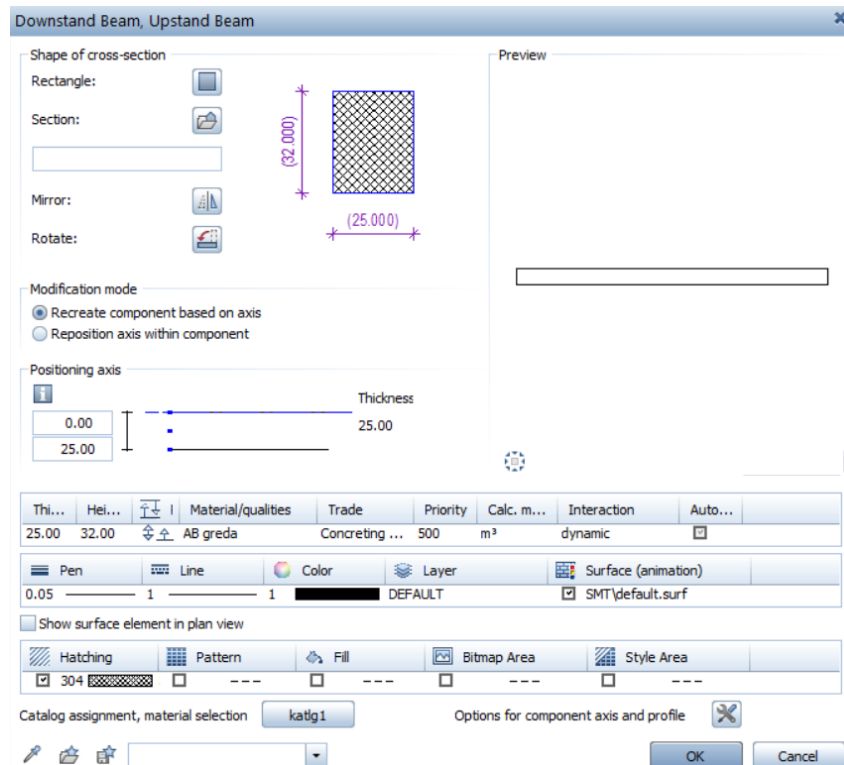 Downstand Beam, Upstand Beam
Shape of cross-section
Preview
Rectangle:
Section:
(32.000)
Mirror:
(25.000)
Rotate:
Modification mode
Recreate component based on axis
Reposition axis within component
Positioning axis
Thickness
0.00
25.00
25.00
Thi... Hei... I Material/qualities Trade Priority Calc. m... Interaction Auto...
25.00 32.00 AB greda Concreting ... 500 m³ dynamic
Pen Line Color Layer Surface (animation)
0.05 1 1 DEFAULT SMT\default.surf
Show surface element in plan view
Hatching Pattern Fill Bitmap Area Style Area
304 --- --- --- ---
Catalog assignment, material selection katlg1 Options for component axis and profile
OK Cancel